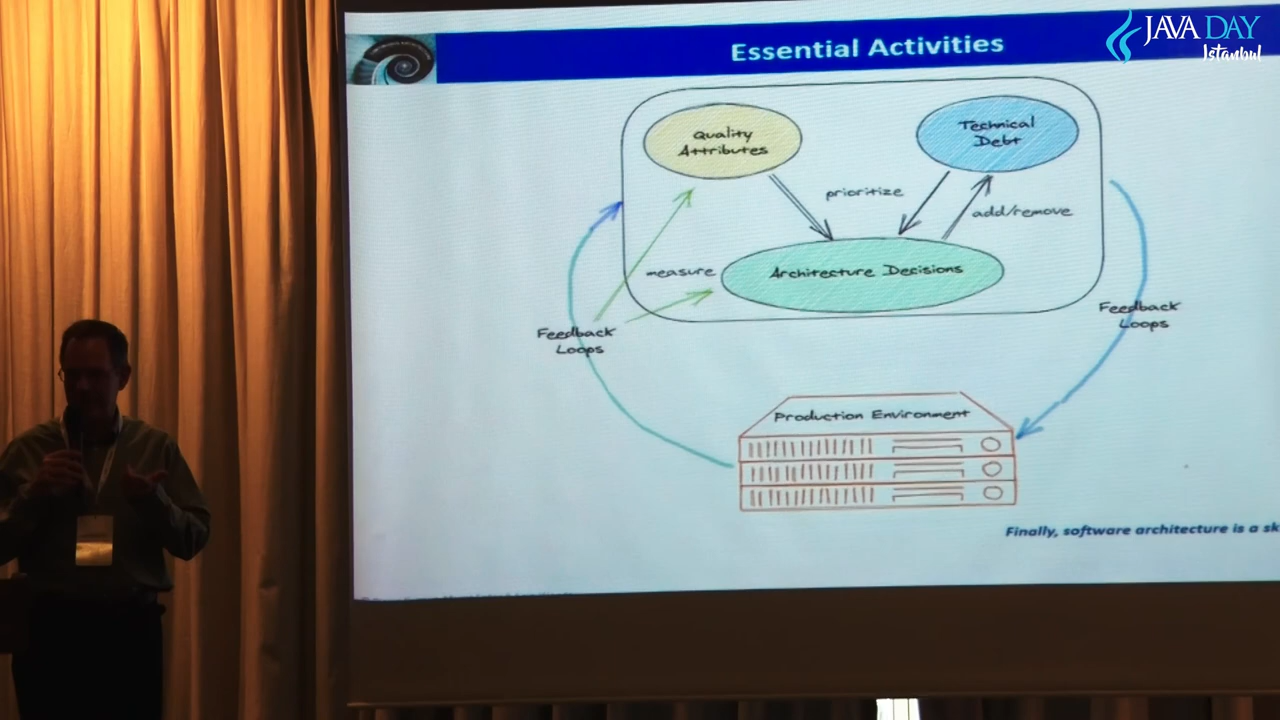 JAVA DAY
Istanbul
Essential Activities
Quality
Attributes
Technical
Debt
prioritize
add/remove
measure
Architecture Decisions
Feedback
Loops
Feedback
Loops
Production Environment
Finally, software architecture is a sk